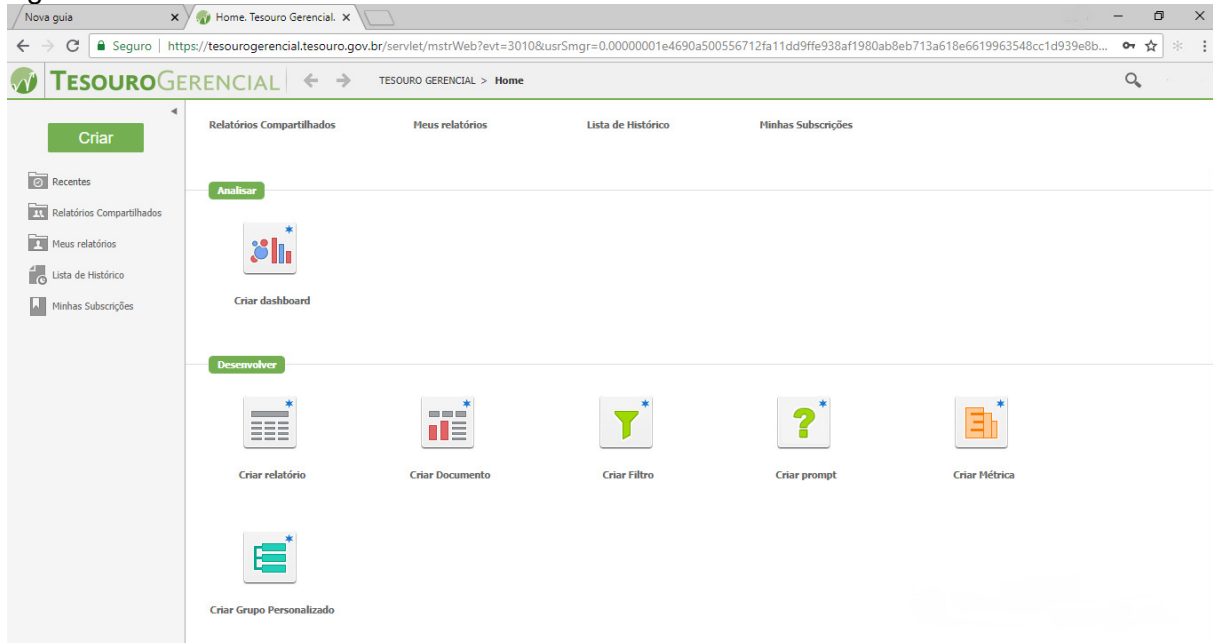 Nova guia
Home. Tesouro Gerencial.
Seguro | https://tesourogerencial.tesouro.gov.br/servlet/mstrWeb?evt=3010&usrSmgr=0.00000001e4690a500556712fa11dd9ffe938af1980ab8eb713a618e6619963548cc1d939e8b...
TESOUROGERENCIAL
TESOURO GERENCIAL > Home
Criar
Recentes
Relatórios Compartilhados
Meus relatórios
Lista de Histórico
Minhas Subscrições
Relatórios Compartilhados
Meus relatórios
Lista de Histórico
Minhas Subscrições
Analisar
Criar dashboard
Desenvolver
Criar relatório
Criar Documento
Criar Filtro
Criar prompt
Criar Métrica
Criar Grupo Personalizado